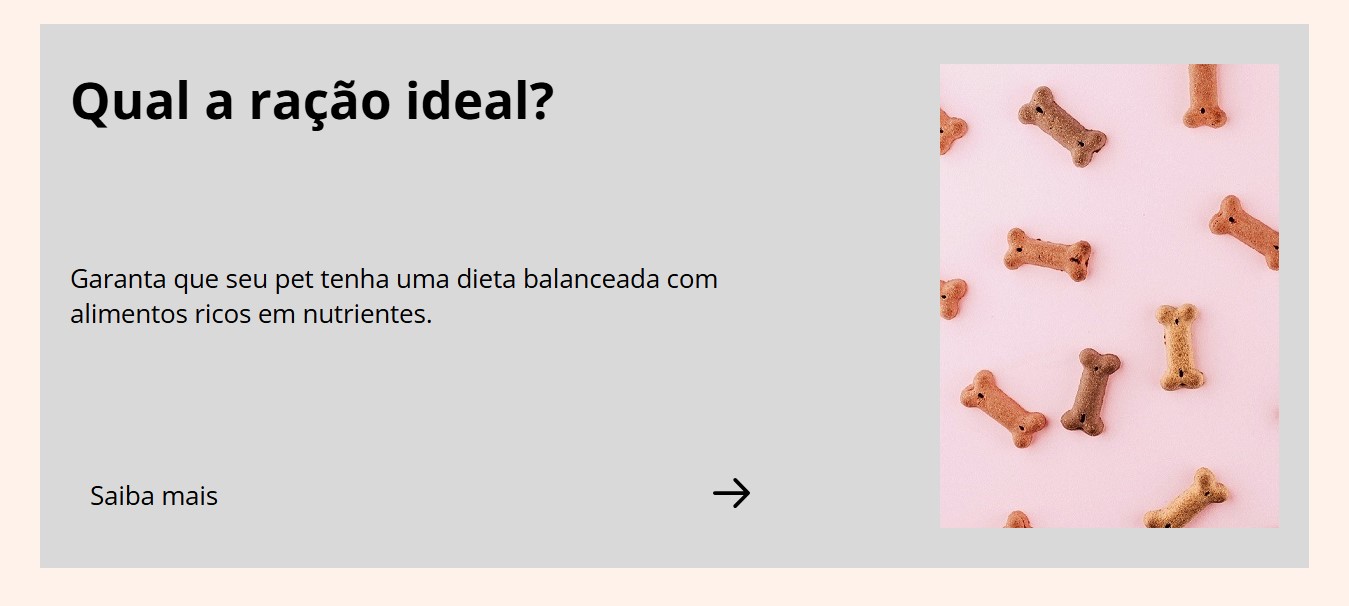 Qual a ração ideal?
Garanta que seu pet tenha uma dieta balanceada com
alimentos ricos em nutrientes.
Saiba mais